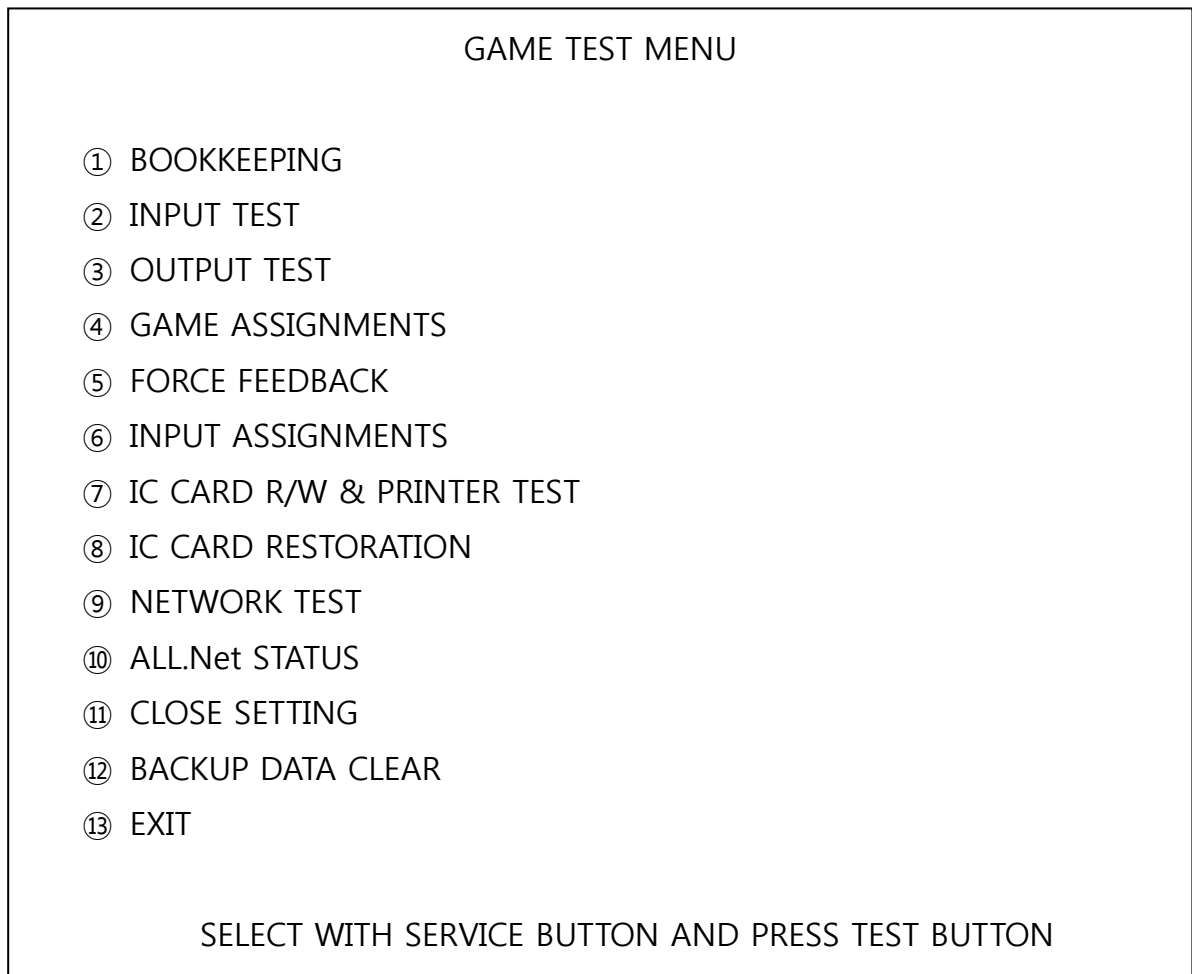 GAME TEST MENU
① BOOKKEEPING
② INPUT TEST
③ OUTPUT TEST
④ GAME ASSIGNMENTS
⑤ FORCE FEEDBACK
⑥ INPUT ASSIGNMENTS
⑦ IC CARD R/W & PRINTER TEST
⑧ IC CARD RESTORATION
⑨ NETWORK TEST
⑩ ALL.Net STATUS
⑪ CLOSE SETTING
⑫ BACKUP DATA CLEAR
⑬ EXIT
SELECT WITH SERVICE BUTTON AND PRESS TEST BUTTON